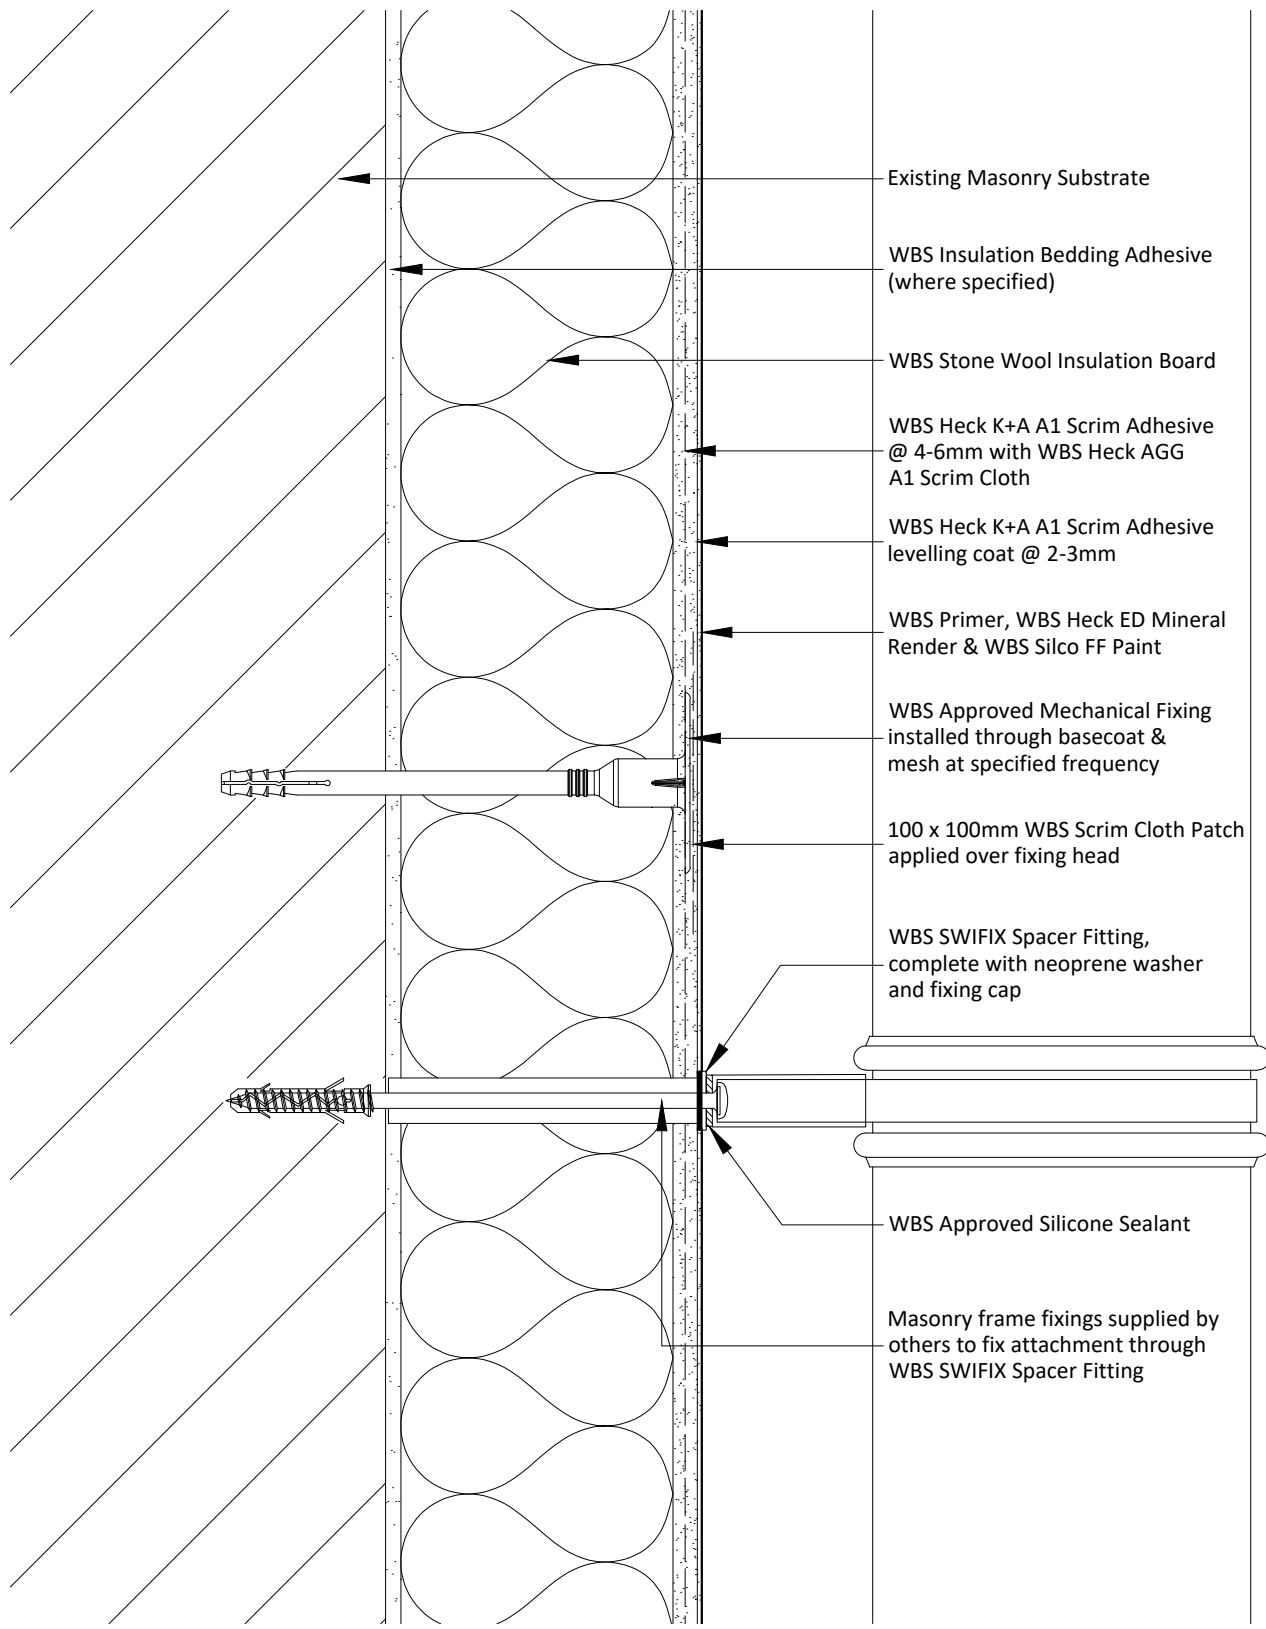 Existing Masonry Substrate
WBS Insulation Bedding Adhesive
(where specified)
WBS Stone Wool Insulation Board
WBS Heck K+A A1 Scrim Adhesive
@ 4-6mm with WBS Heck AGG
A1 Scrim Cloth
WBS Heck K+A A1 Scrim Adhesive
levelling coat @ 2-3mm
WBS Primer, WBS Heck ED Mineral
Render & WBS Silco FF Paint
WBS Approved Mechanical Fixing
installed through basecoat &
mesh at specified frequency
100 x 100mm WBS Scrim Cloth Patch
applied over fixing head
WBS SWIFIX Spacer Fitting,
complete with neoprene washer
and fixing cap
WBS Approved Silicone Sealant
Masonry frame fixings supplied by
others to fix attachment through
WBS SWIFIX Spacer Fitting